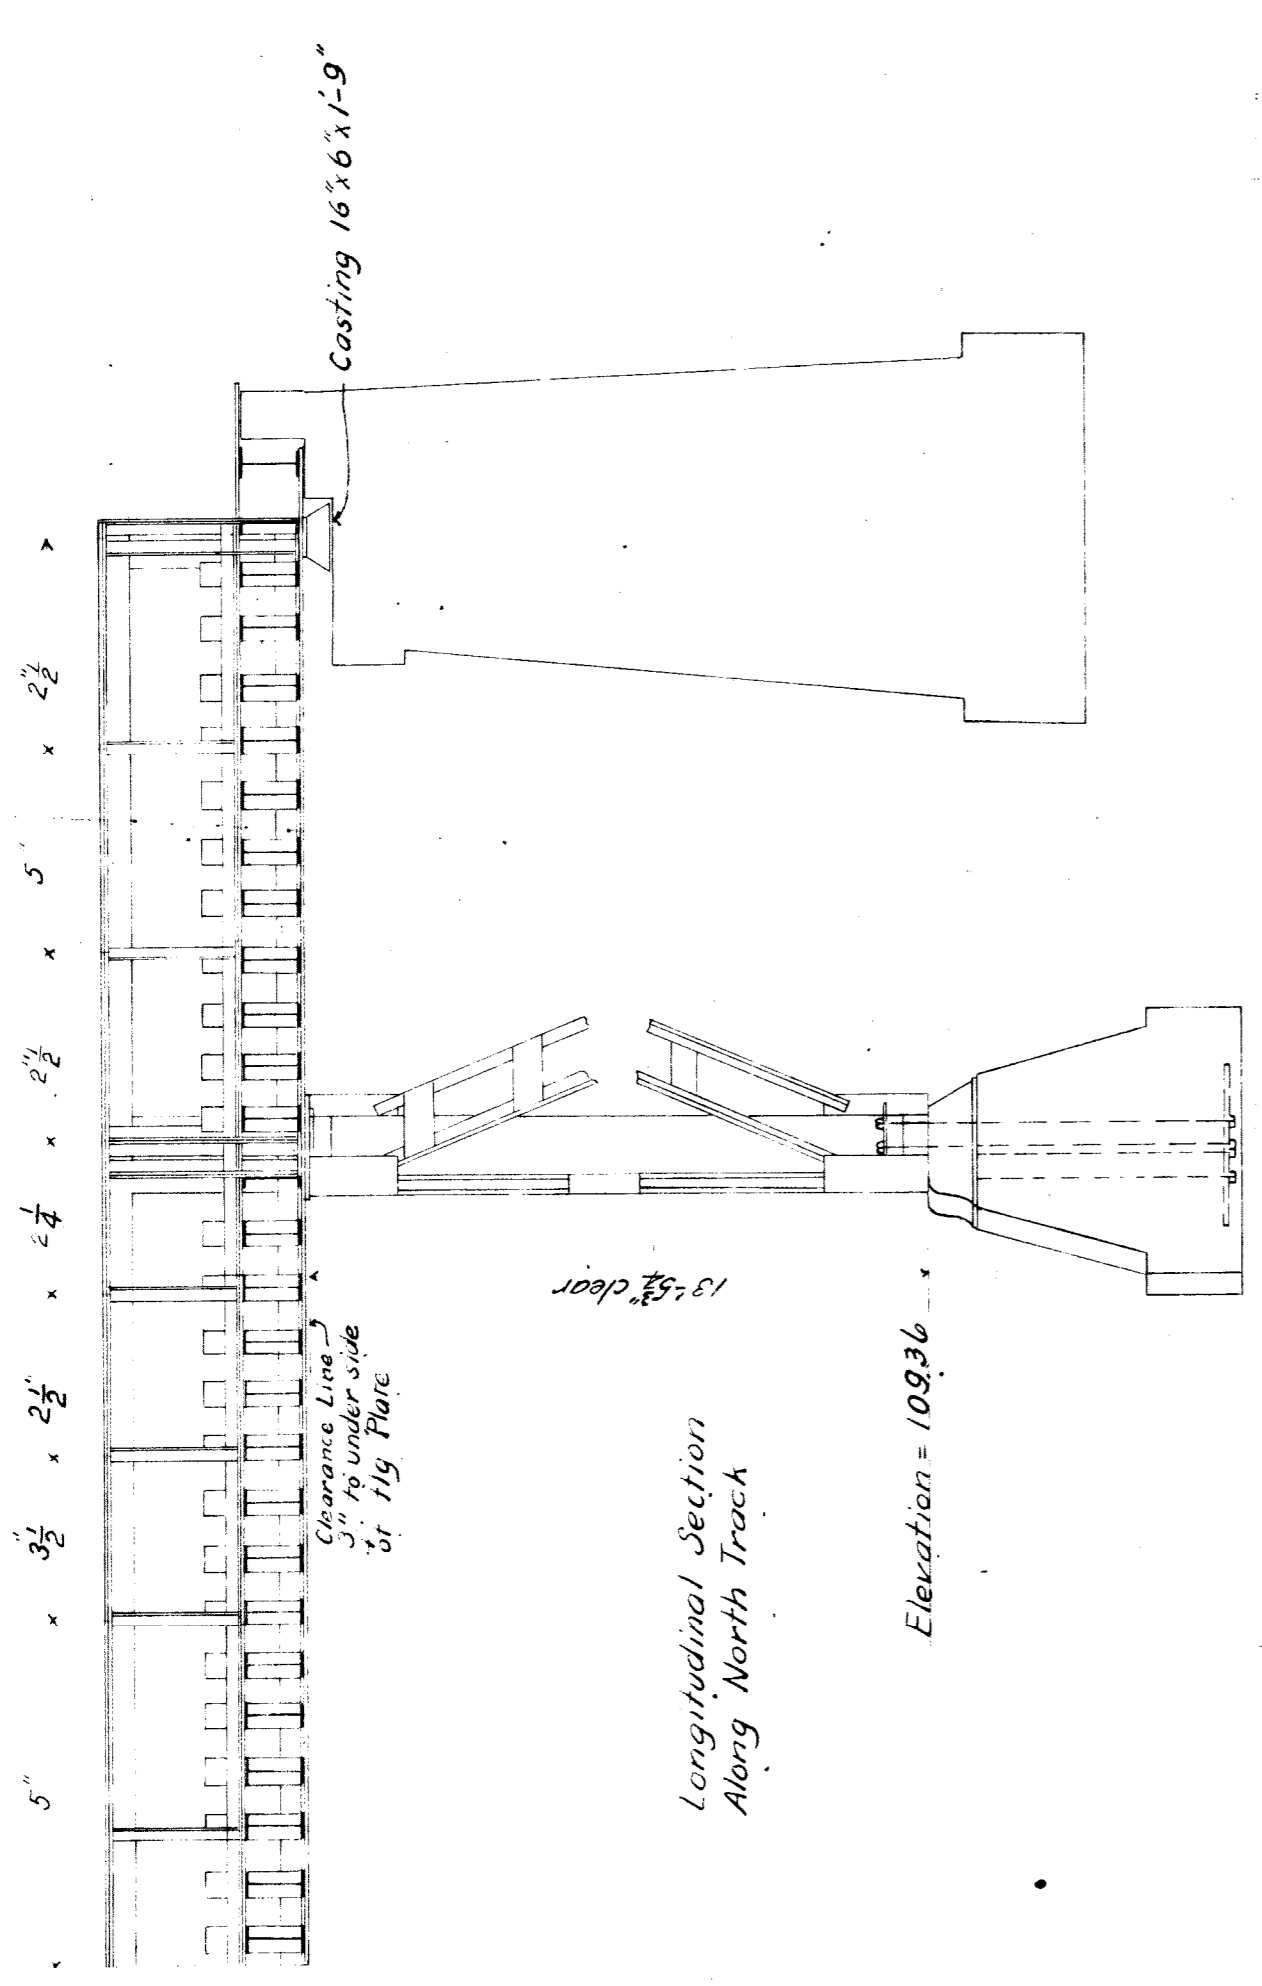 5" x 3½" x 2½" x 2¼ x 2½" x 5" x 2½"
Casting 16"x6"x1'-9"
Clearance Line
3" to under side
of flg Plate
13'-5¾" clear
Longitudinal Section
Along North Track
Elevation = 109.36